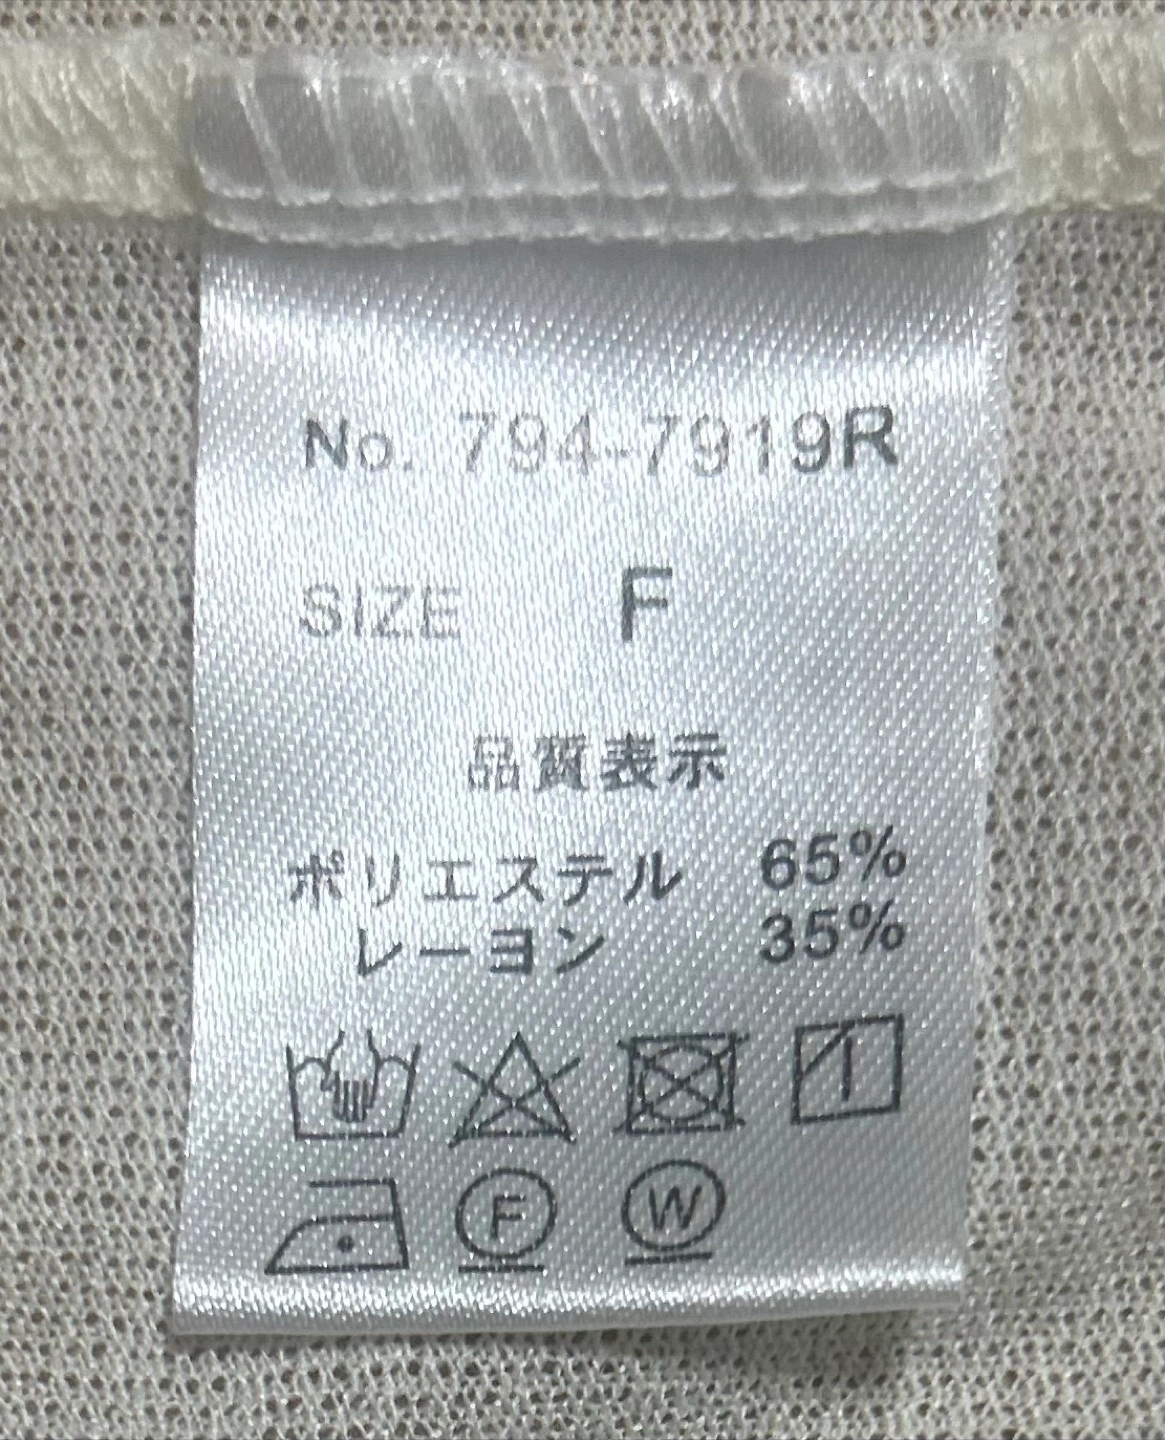 No. 794-7919R
SIZE F
品質表示
ポリエステル 65%
レーヨン 35%
F W